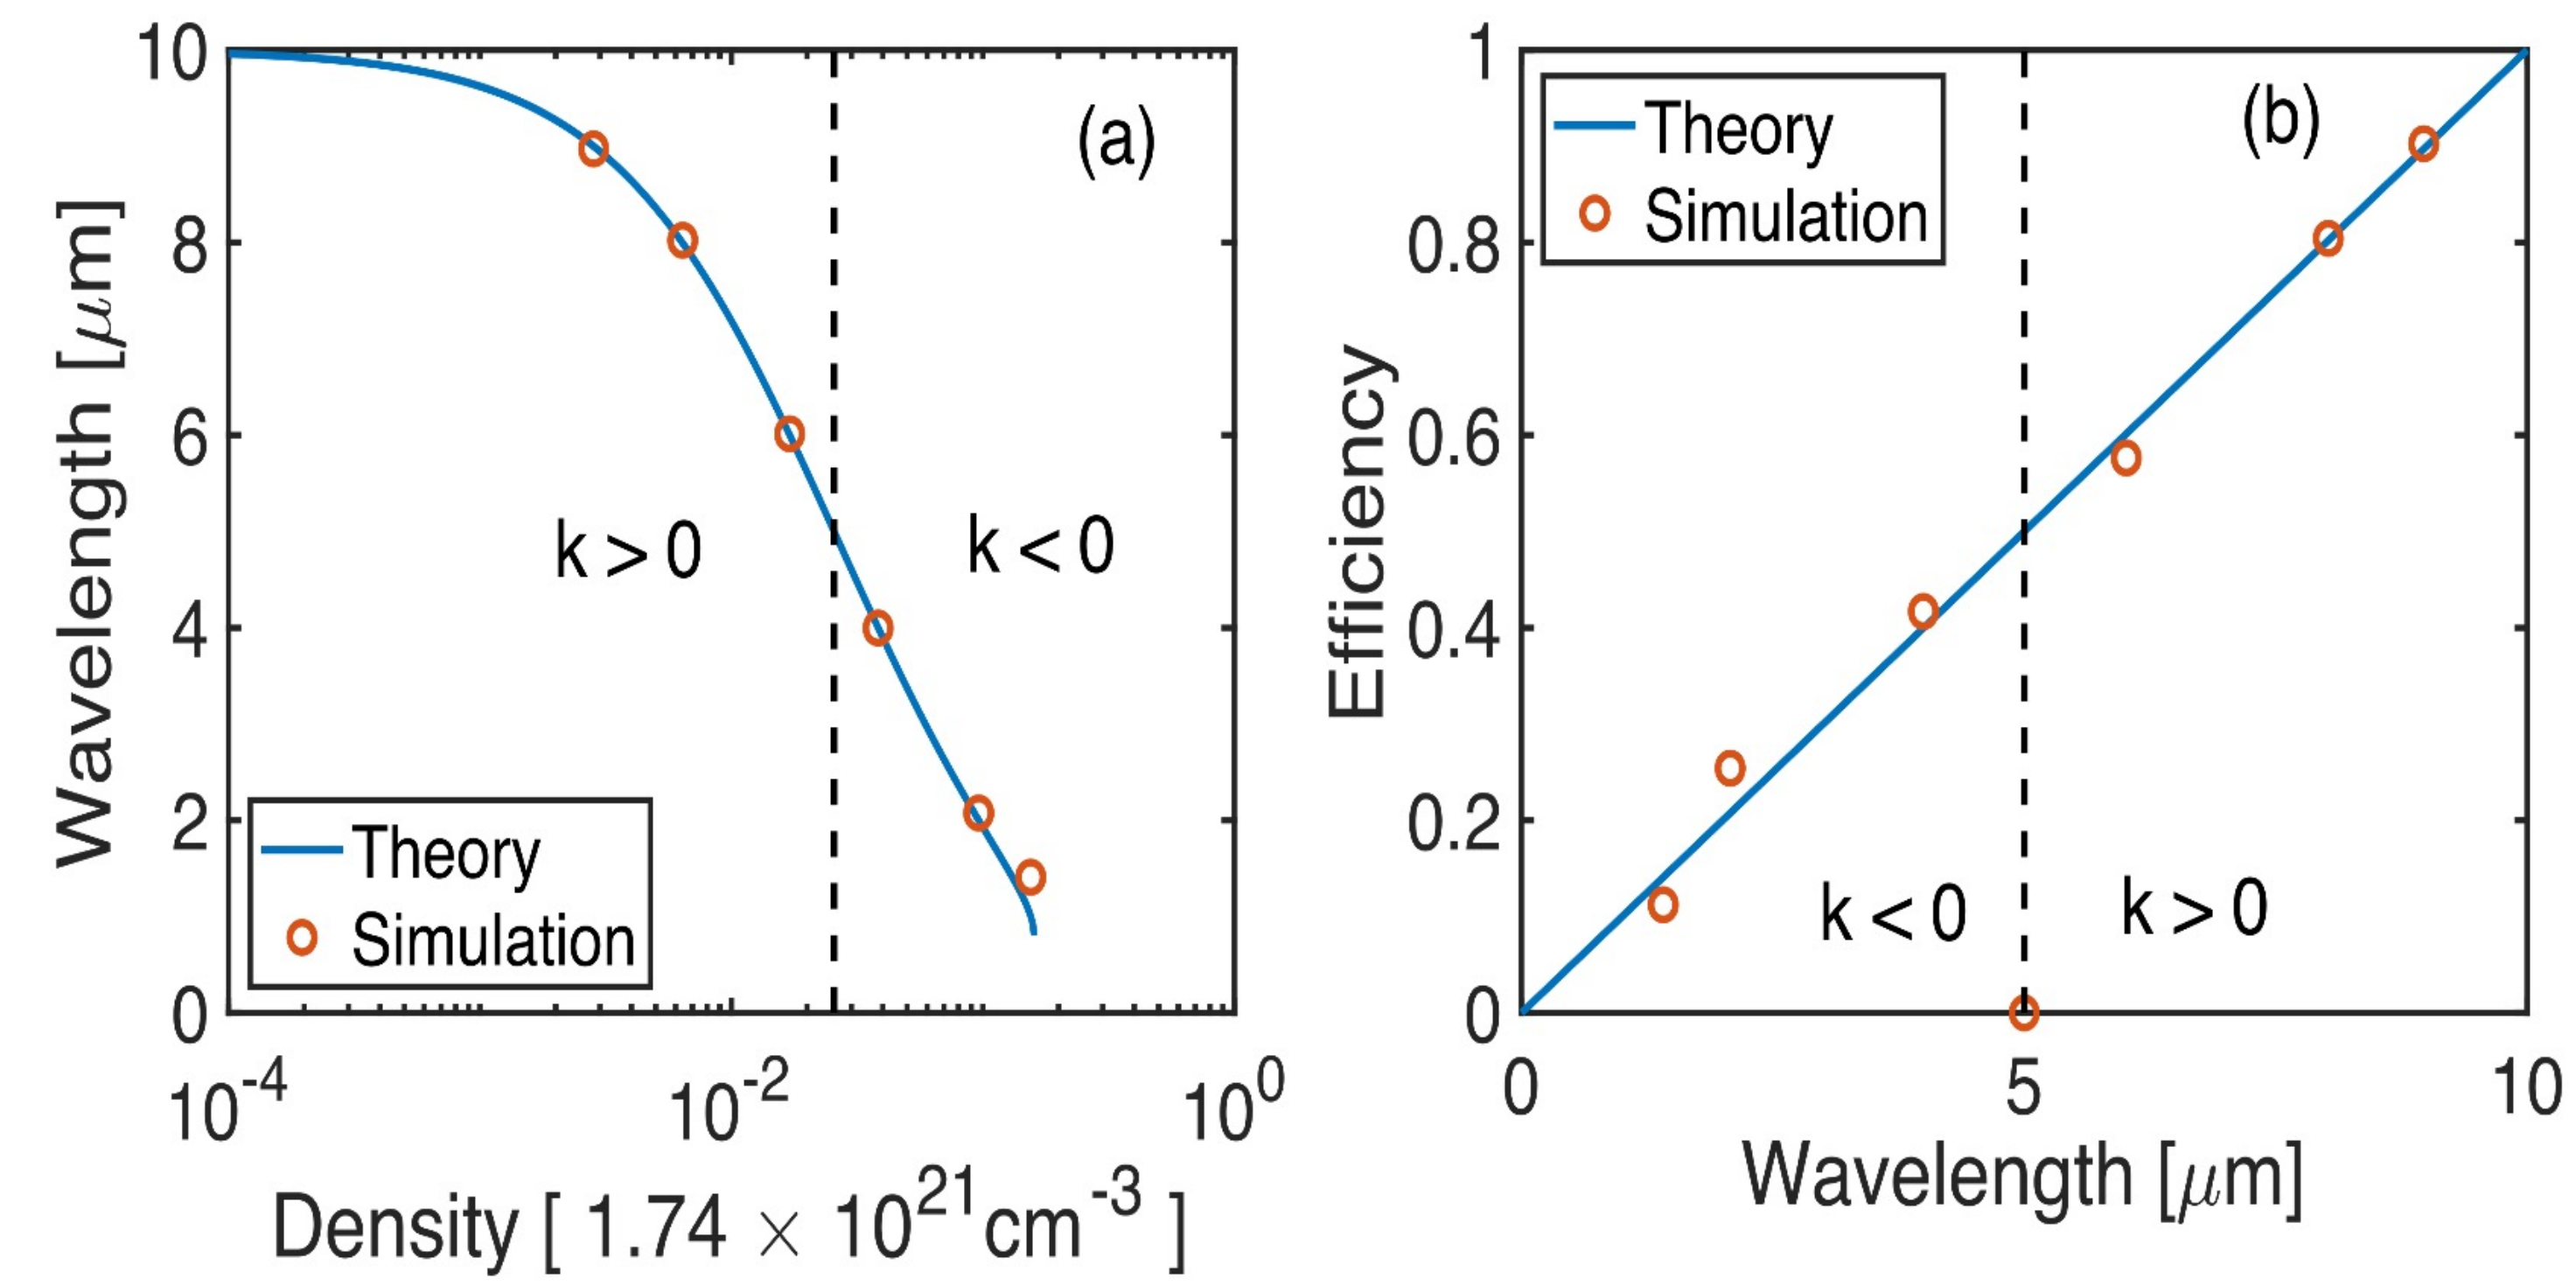 10
8
6
4
2
0
Wavelength [μm]
(a)
k > 0
k < 0
Theory
Simulation
10^-4
10^-2
10^0
Density [ 1.74 × 10^21 cm^-3 ]
1
0.8
0.6
0.4
0.2
0
Efficiency
Theory
Simulation
(b)
k < 0
k > 0
0
5
10
Wavelength [μm]